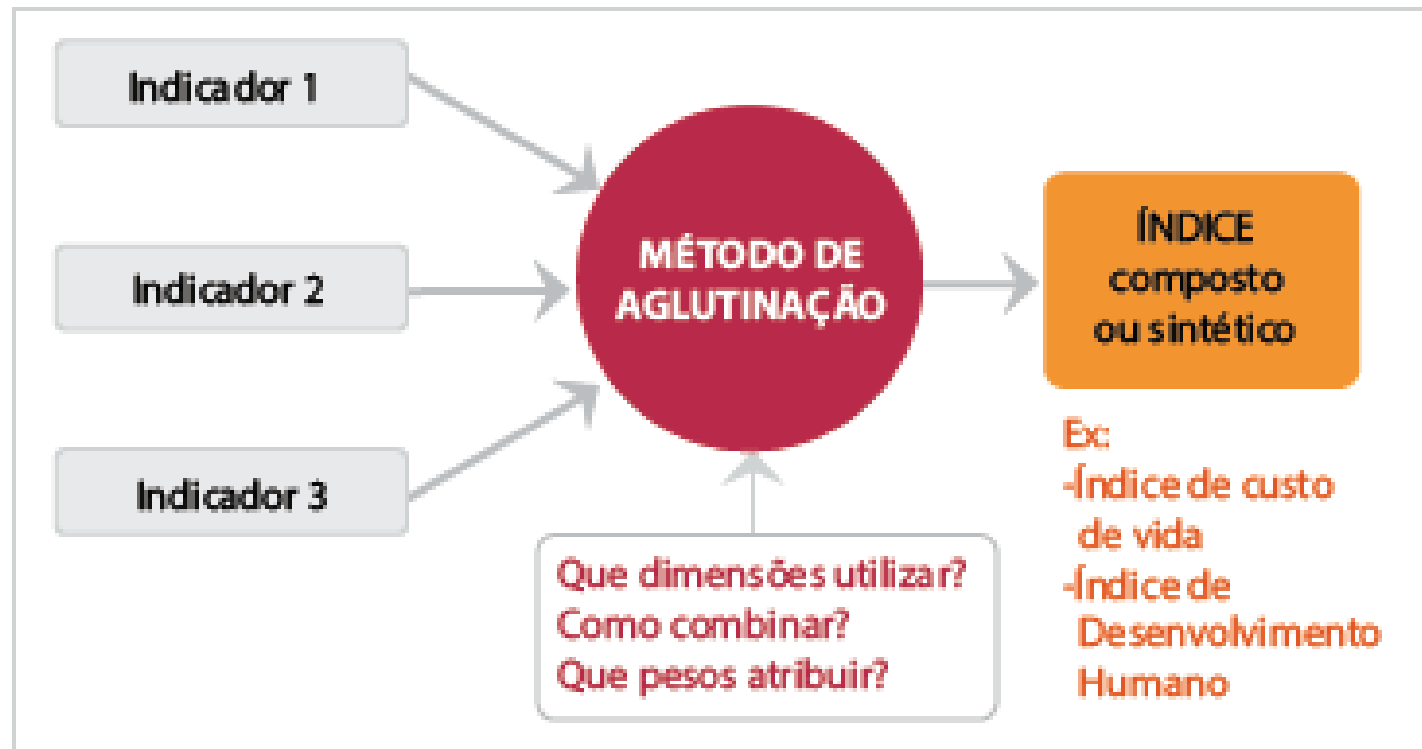 Indicador 1
Indicador 2
Indicador 3
MÉTODO DE
AGLUTINAÇÃO
Que dimensões utilizar?
Como combinar?
Que pesos atribuir?
ÍNDICE
composto
ou sintético
Ex:
-Índice de custo
de vida
-Índice de
Desenvolvimento
Humano